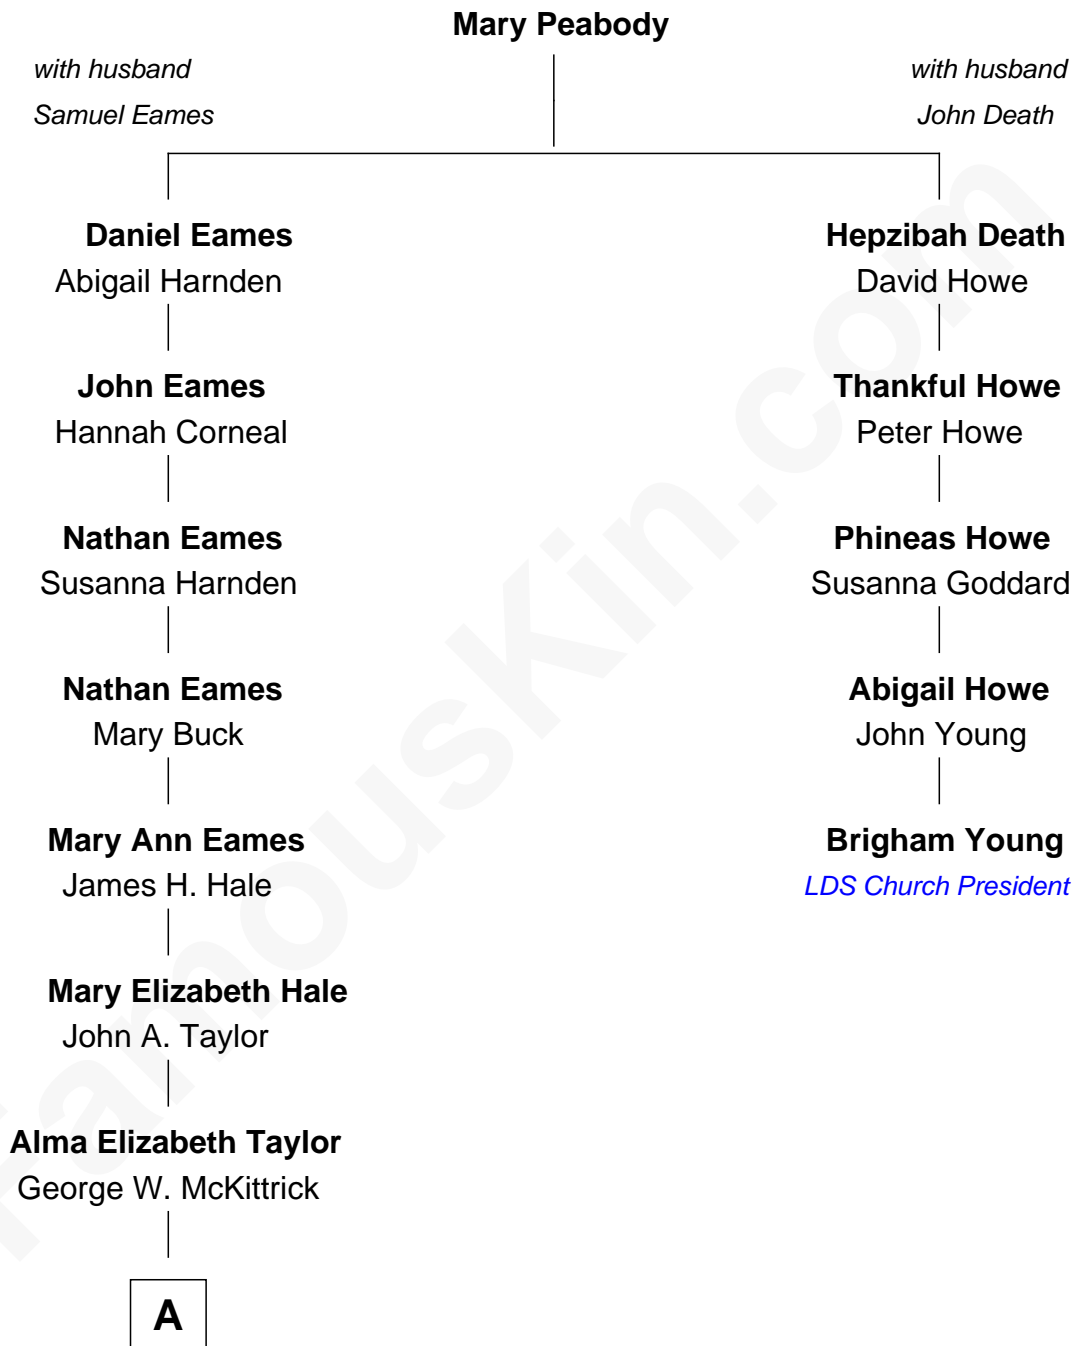 Mary Peabody
with husband
Samuel Eames
with husband
John Death
Daniel Eames
Abigail Harnden
Hepzibah Death
David Howe
John Eames
Hannah Corneal
Thankful Howe
Peter Howe
Nathan Eames
Susanna Harnden
Phineas Howe
Susanna Goddard
Nathan Eames
Mary Buck
Abigail Howe
John Young
Mary Ann Eames
James H. Hale
Brigham Young
LDS Church President
Mary Elizabeth Hale
John A. Taylor
Alma Elizabeth Taylor
George W. McKittrick
A
FamousKin.com